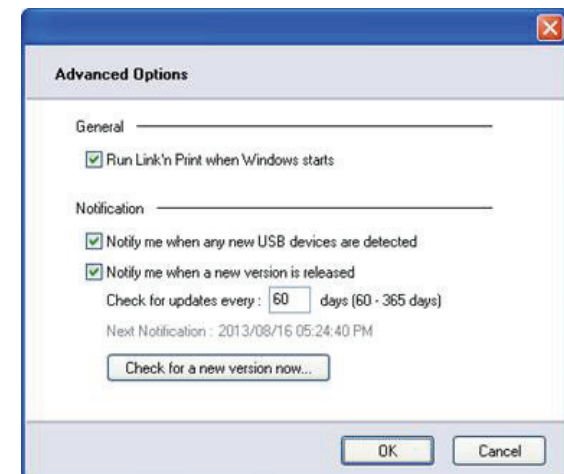 Advanced Options
General
Run Link'n Print when Windows starts
Notification
Notify me when any new USB devices are detected
Notify me when a new version is released
Check for updates every : 60 days (60 - 365 days)
Next Notification : 2013/08/16 05:24:40 PM
Check for a new version now...
OK Cancel